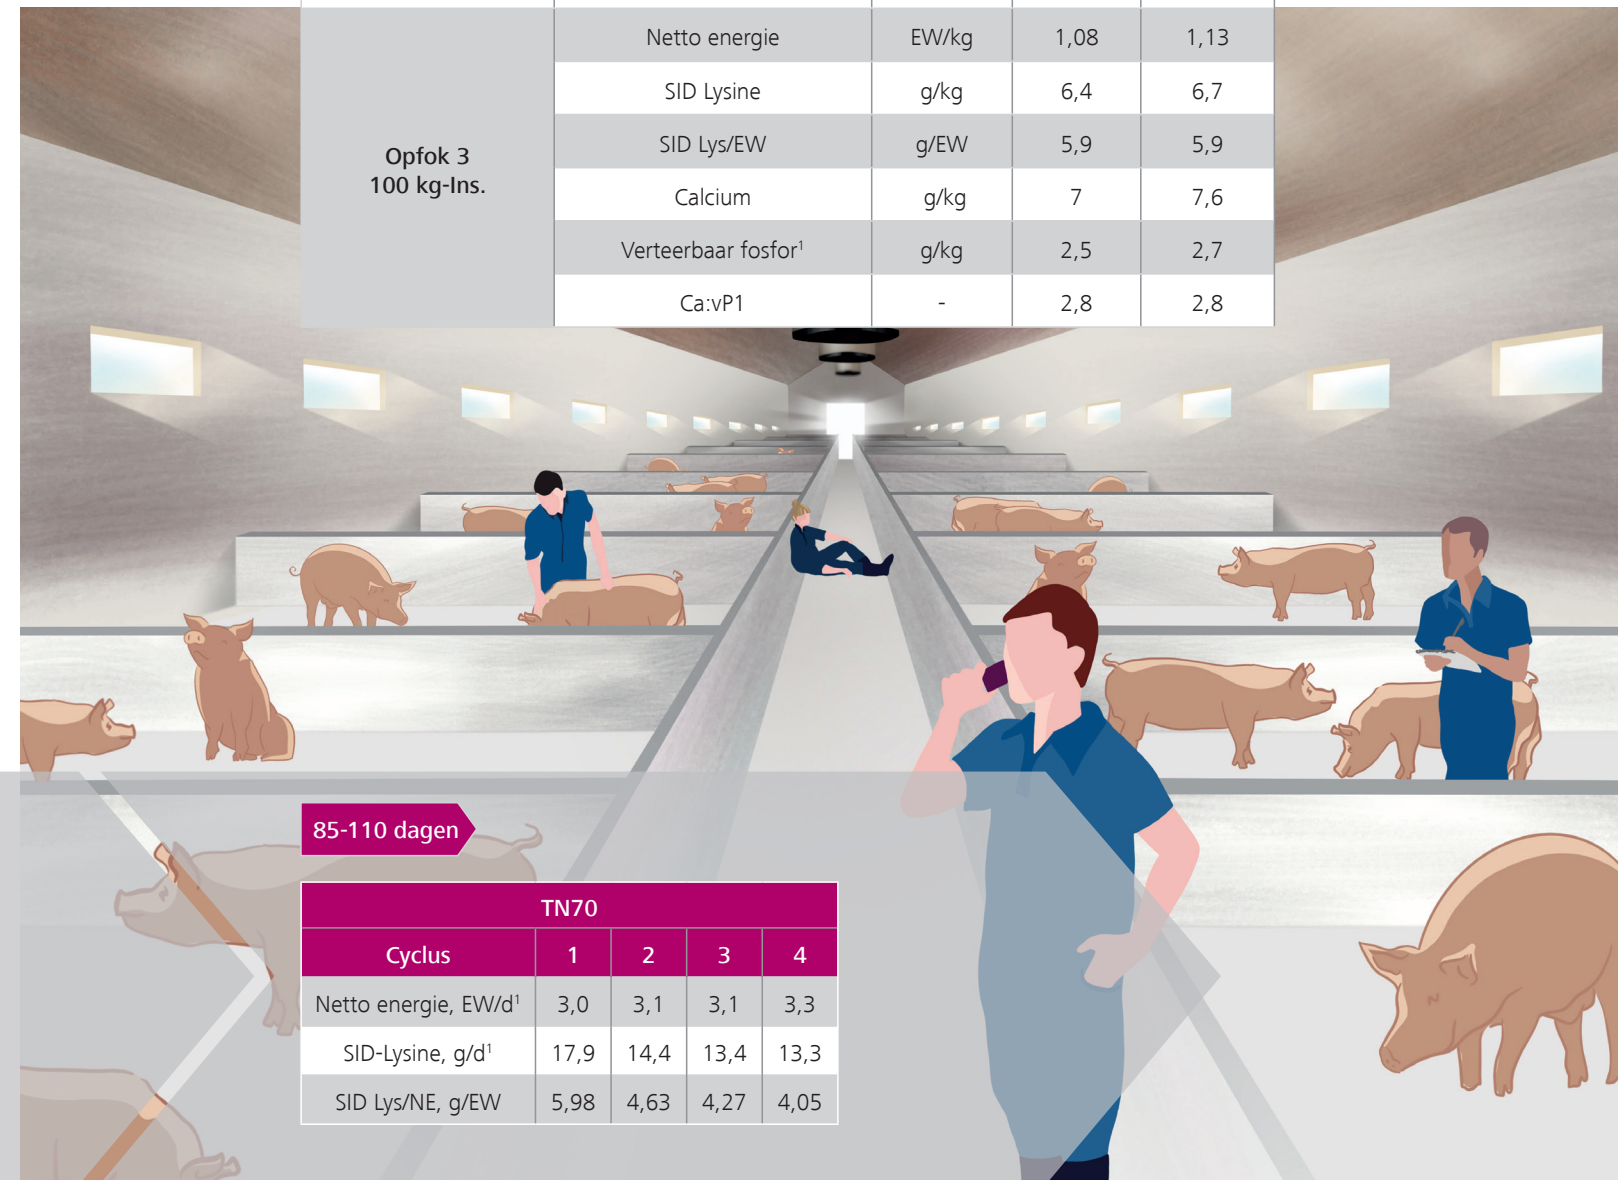 Netto energie EW/kg 1,08 1,13
SID Lysine g/kg 6,4 6,7
Opfok 3
100 kg-Ins.
SID Lys/EW g/EW 5,9 5,9
Calcium g/kg 7 7,6
Verteerbaar fosfor¹ g/kg 2,5 2,7
Ca:vP1 - 2,8 2,8
85-110 dagen
TN70
Cyclus 1 2 3 4
Netto energie, EW/d¹ 3,0 3,1 3,1 3,3
SID-Lysine, g/d¹ 17,9 14,4 13,4 13,3
SID Lys/NE, g/EW 5,98 4,63 4,27 4,05